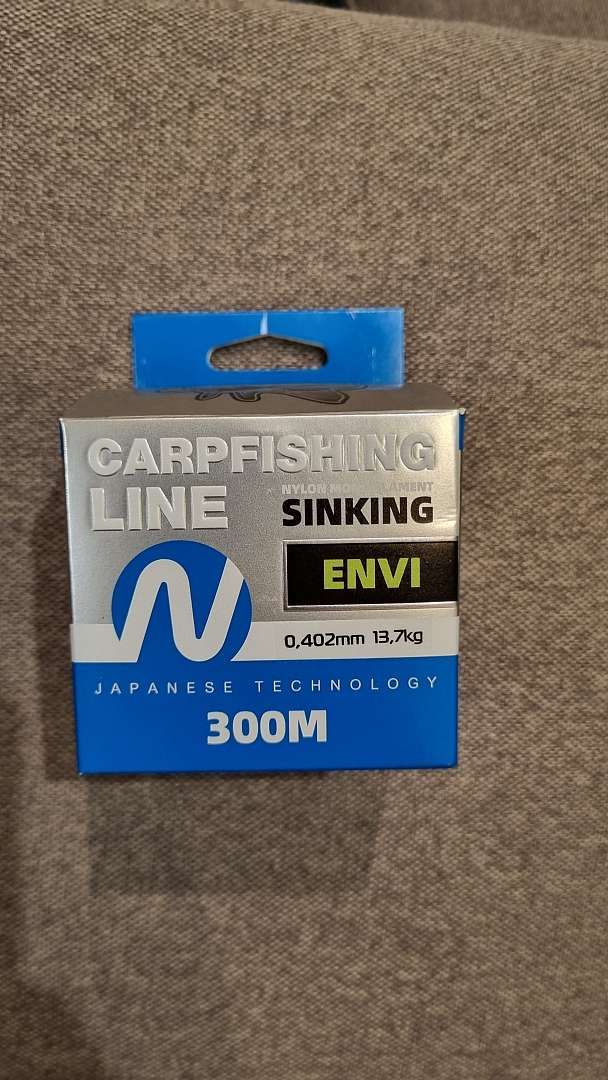 CARPFISHING
LINE
NYLON MONOFILAMENT
SINKING
ENVI
N
0,402mm 13,7kg
JAPANESE TECHNOLOGY
300M